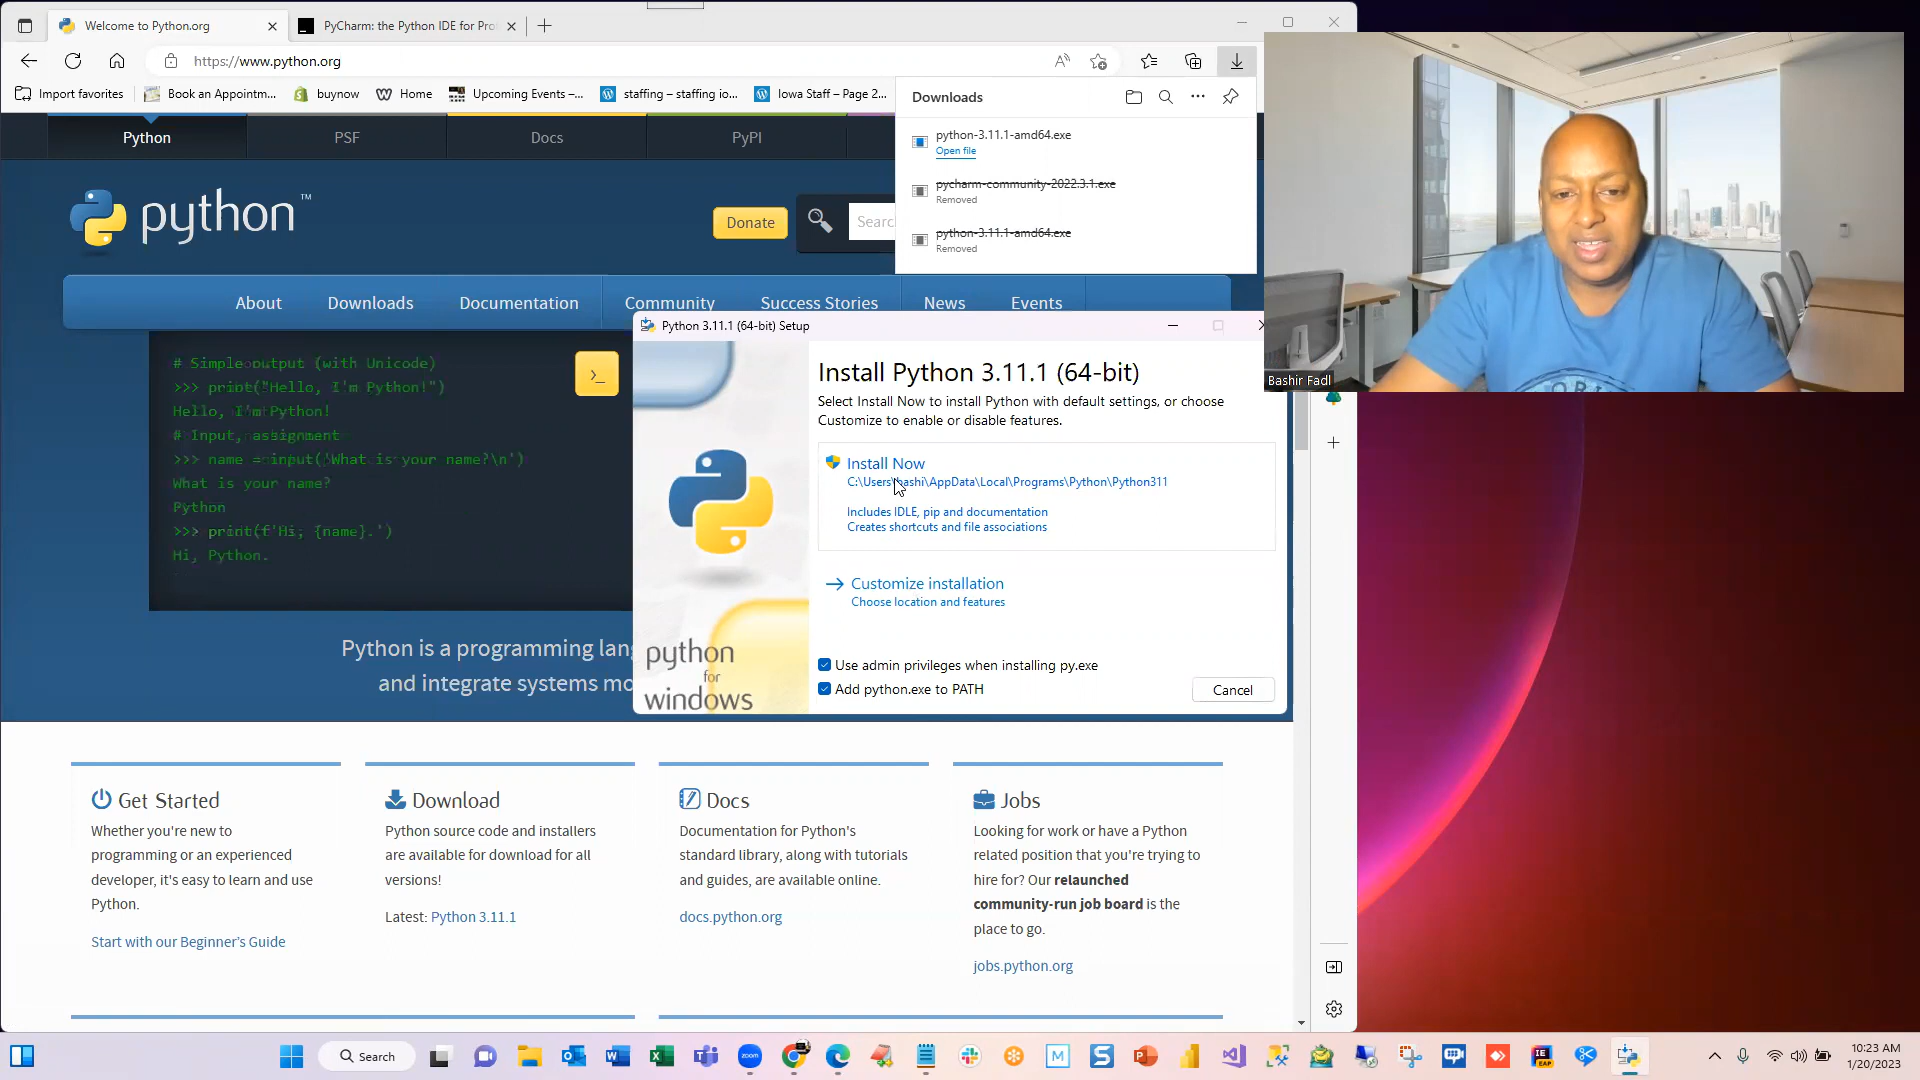 Welcome to Python.org
PyCharm: the Python IDE for Pro
https://www.python.org
Import favorites
Book an Appointm...
buynow
Home
Upcoming Events –...
staffing – staffing io...
Iowa Staff – Page 2...
Downloads
python-3.11.1-amd64.exe
Open file
pycharm-community-2022.3.1.exe
Removed
python-3.11.1-amd64.exe
Removed
Python
PSF
Docs
PyPI
python™
Donate
Searc
About
Downloads
Documentation
Community
Success Stories
News
Events
# Simple output (with Unicode)
>>> print("Hello, I'm Python!")
Hello, I'm Python!
# Input, assignment
>>> name = input('What is your name?\n')
What is your name?
Python
>>> print(f'Hi, {name}.')
Hi, Python.
>_
Python 3.11.1 (64-bit) Setup
Install Python 3.11.1 (64-bit)
Select Install Now to install Python with default settings, or choose
Customize to enable or disable features.
Install Now
C:\Users\bashi\AppData\Local\Programs\Python\Python311
Includes IDLE, pip and documentation
Creates shortcuts and file associations
Customize installation
Choose location and features
Use admin privileges when installing py.exe
Add python.exe to PATH
Cancel
python
for
windows
Bashir Fadl
Python is a programming lan
and integrate systems mo
Get Started
Whether you're new to
programming or an experienced
developer, it's easy to learn and use
Python.
Start with our Beginner's Guide
Download
Python source code and installers
are available for download for all
versions!
Latest: Python 3.11.1
Docs
Documentation for Python's
standard library, along with tutorials
and guides, are available online.
docs.python.org
Jobs
Looking for work or have a Python
related position that you're trying to
hire for? Our relaunched
community-run job board is the
place to go.
jobs.python.org
Search
zoom
10:23 AM
1/20/2023